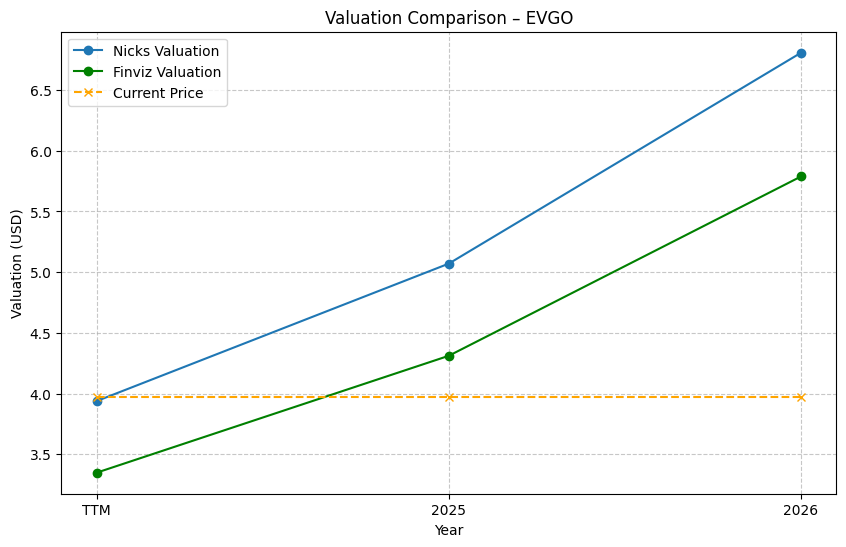 Valuation Comparison – EVGO
Nicks Valuation
Finviz Valuation
Current Price
Valuation (USD)
6.5
6.0
5.5
5.0
4.5
4.0
3.5
TTM
2025
2026
Year